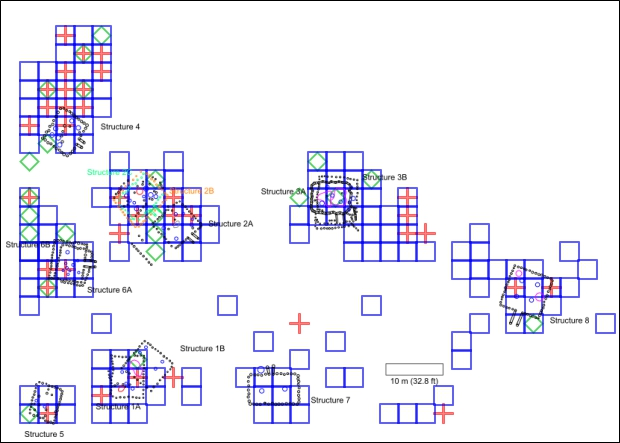 Structure 4
Structure
Structure 2B
Structure 3A
Structure 3B
Structure 2A
Structure 6B
Structure 6A
Structure 8
Structure 1B
10 m (32.8 ft)
Structure 7
Structure 1A
Structure 5